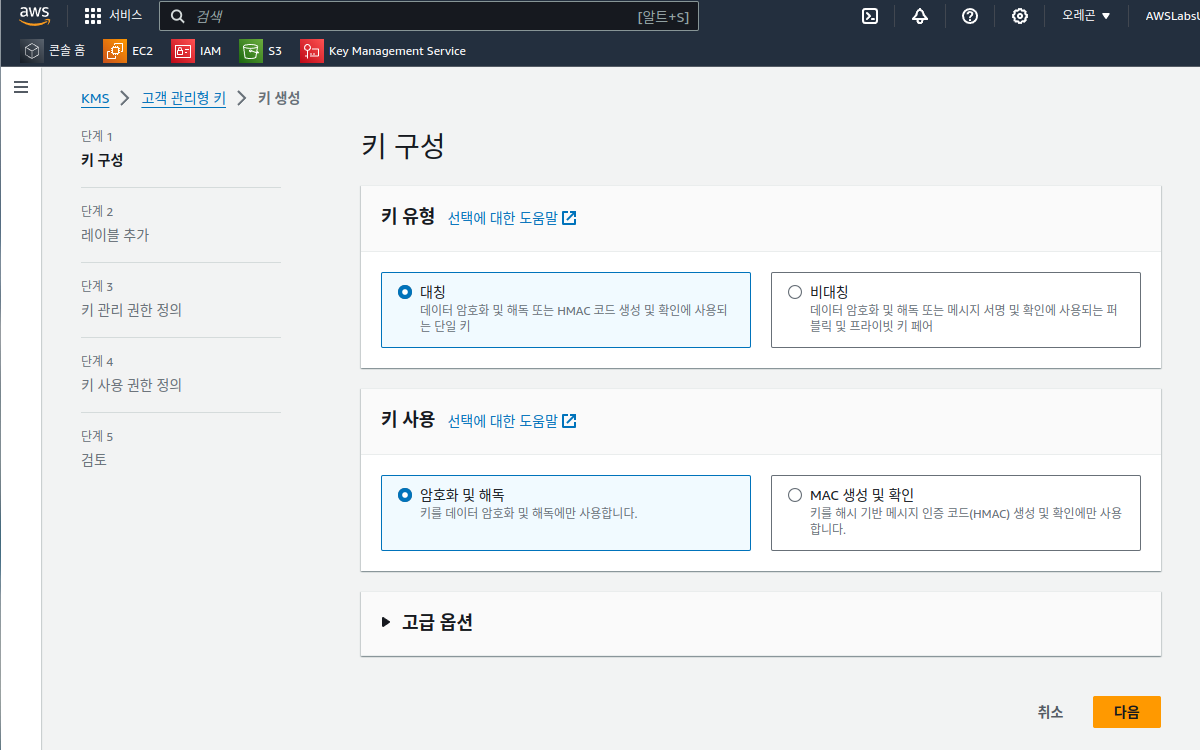 aws
서비스
검색
[알트+S]
오레곤
AWSLabsU
콘솔 홈
EC2
IAM
S3
Key Management Service
KMS
고객 관리형 키
키 생성
단계 1
키 구성
단계 2
레이블 추가
단계 3
키 관리 권한 정의
단계 4
키 사용 권한 정의
단계 5
검토
키 구성
키 유형
선택에 대한 도움말
대칭
데이터 암호화 및 해독 또는 HMAC 코드 생성 및 확인에 사용되
는 단일 키
비대칭
데이터 암호화 및 해독 또는 메시지 서명 및 확인에 사용되는 퍼
블릭 및 프라이빗 키 페어
키 사용
선택에 대한 도움말
암호화 및 해독
키를 데이터 암호화 및 해독에만 사용합니다.
MAC 생성 및 확인
키를 해시 기반 메시지 인증 코드(HMAC) 생성 및 확인에만 사용
합니다.
고급 옵션
취소
다음